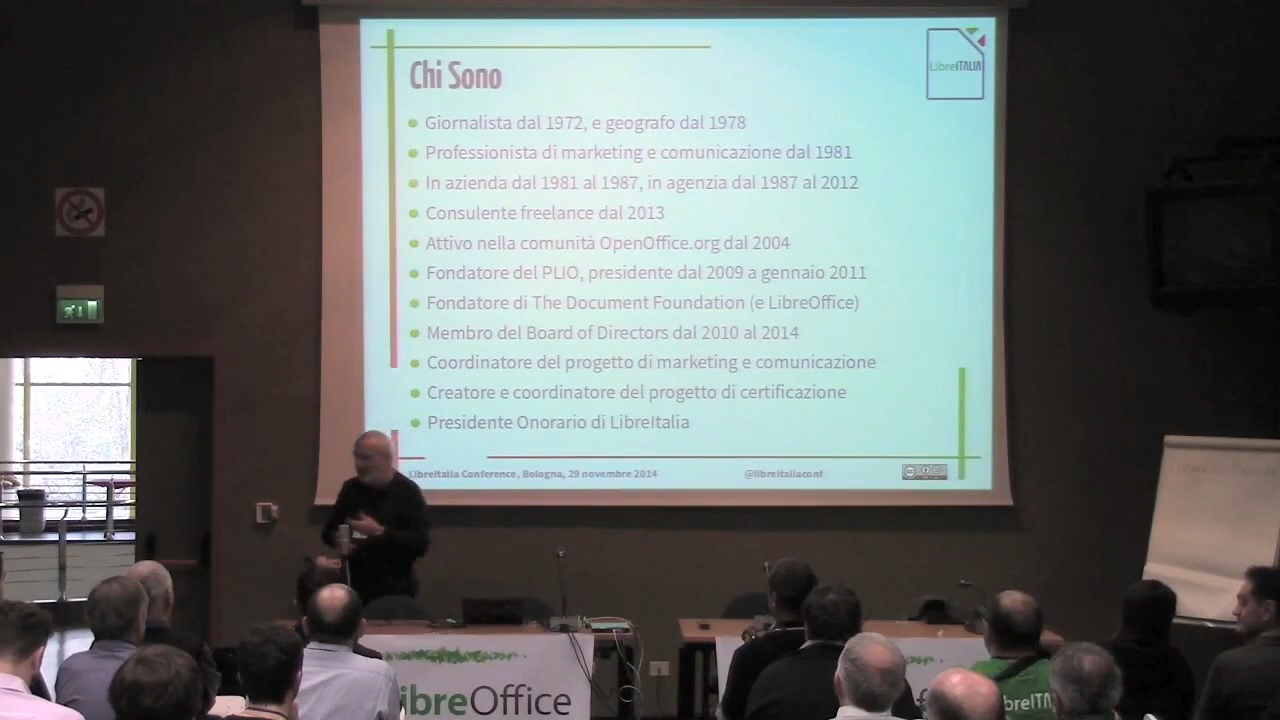 Chi Sono
LibreITALIA
Giornalista dal 1972, e geografo dal 1978
Professionista di marketing e comunicazione dal 1981
In azienda dal 1981 al 1987, in agenzia dal 1987 al 2012
Consulente freelance dal 2013
Attivo nella comunità OpenOffice.org dal 2004
Fondatore del PLIO, presidente dal 2009 a gennaio 2011
Fondatore di The Document Foundation (e LibreOffice)
Membro del Board of Directors dal 2010 al 2014
Coordinatore del progetto di marketing e comunicazione
Creatore e coordinatore del progetto di certificazione
Presidente Onorario di LibreItalia
LibreItalia Conference, Bologna, 29 novembre 2014
@libreitaliaconf
LibreOffice
breITA